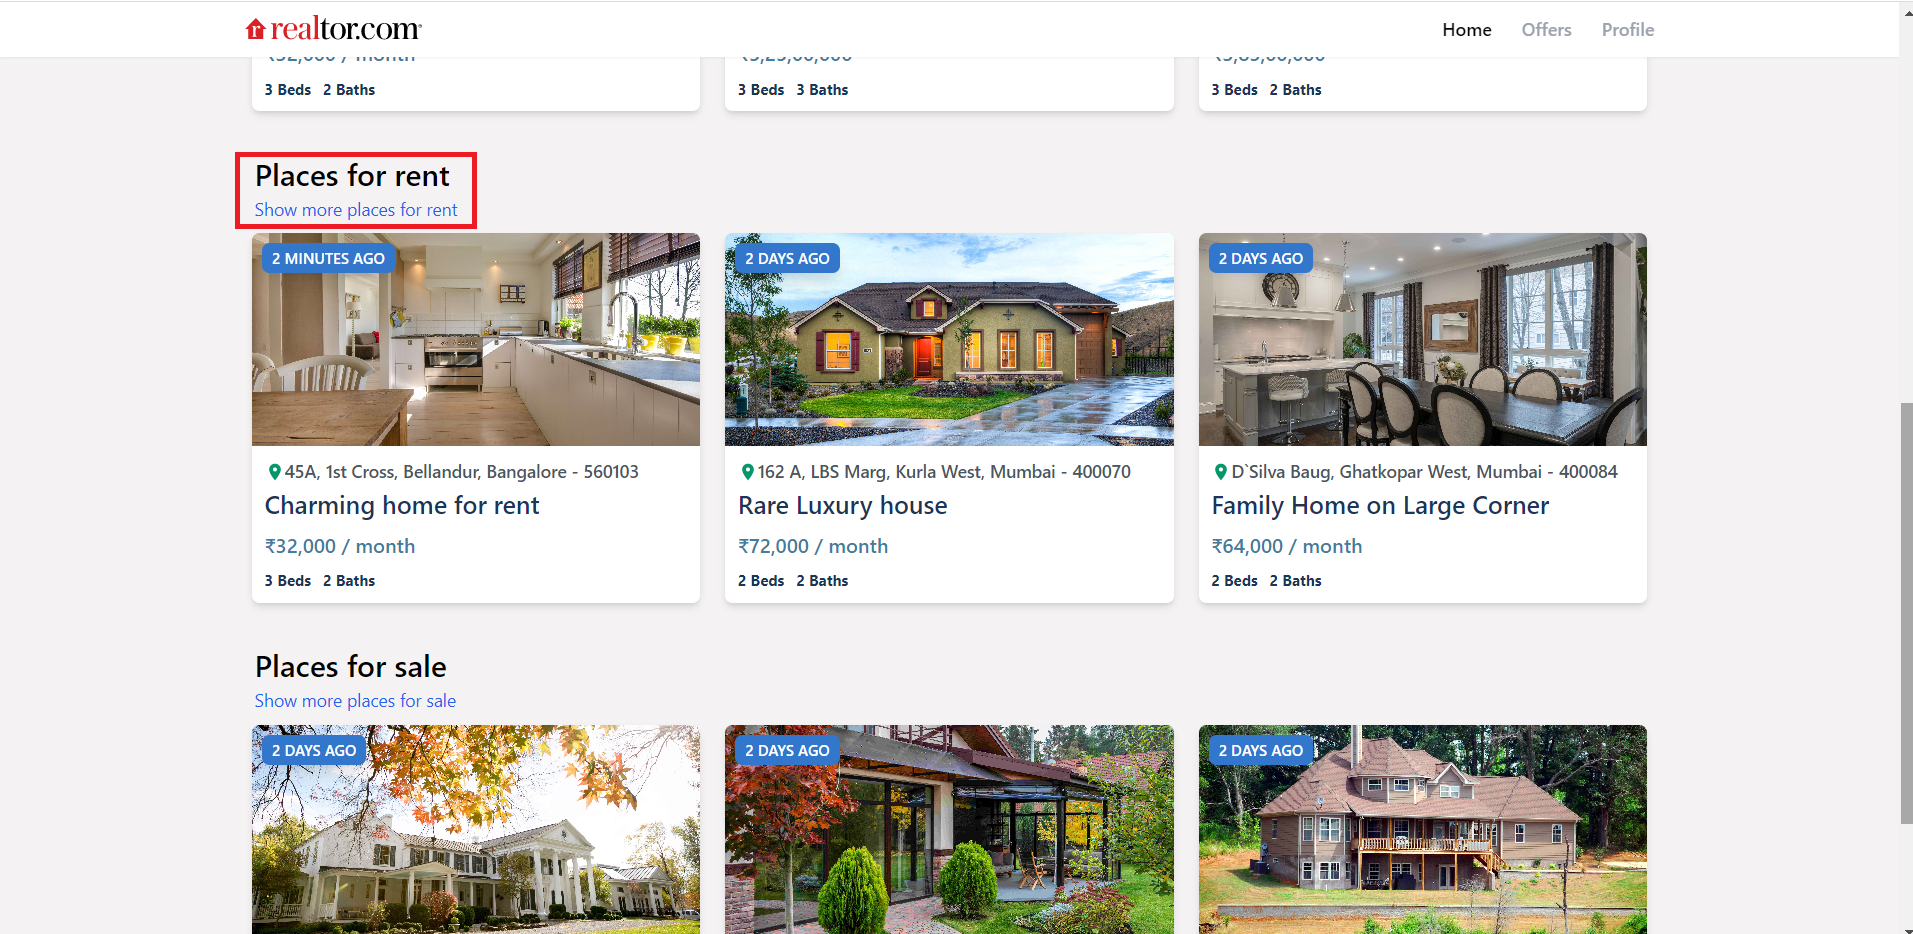 realtor.com®
Home Offers Profile
₹32,000 / month
3 Beds 2 Baths
3 Beds 3 Baths
3 Beds 2 Baths
Places for rent
Show more places for rent
2 MINUTES AGO
2 DAYS AGO
2 DAYS AGO
45A, 1st Cross, Bellandur, Bangalore - 560103
Charming home for rent
₹32,000 / month
3 Beds 2 Baths
162 A, LBS Marg, Kurla West, Mumbai - 400070
Rare Luxury house
₹72,000 / month
2 Beds 2 Baths
D`Silva Baug, Ghatkopar West, Mumbai - 400084
Family Home on Large Corner
₹64,000 / month
2 Beds 2 Baths
Places for sale
Show more places for sale
2 DAYS AGO
2 DAYS AGO
2 DAYS AGO